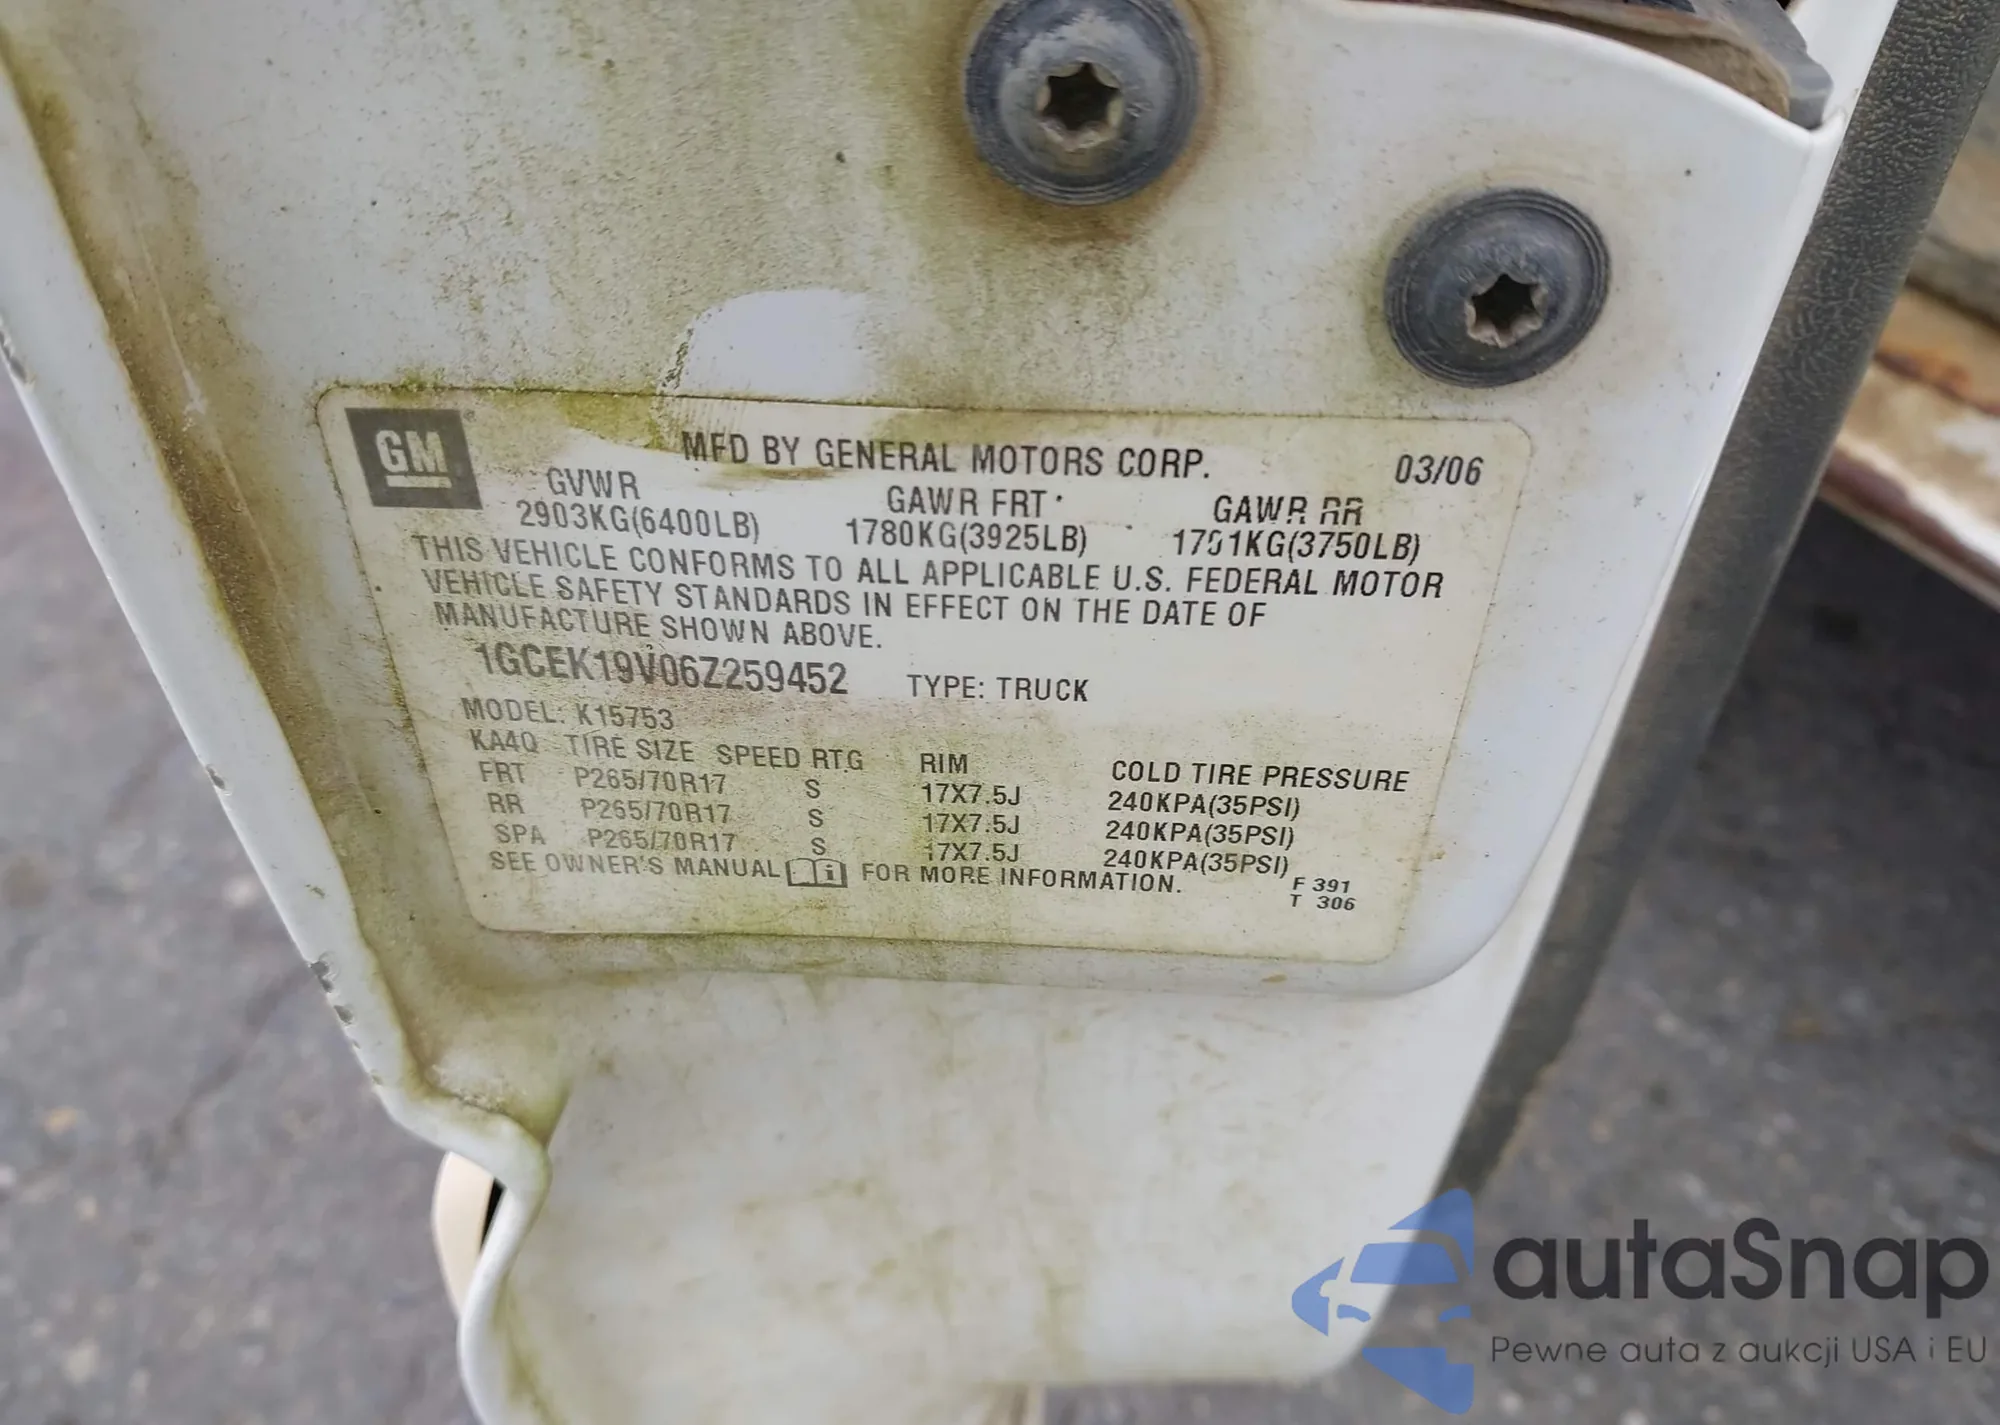 GM
MFD BY GENERAL MOTORS CORP. 03/06
GVWR GAWR FRT GAWR RR
2903KG(6400LB) 1780KG(3925LB) 1701KG(3750LB)
THIS VEHICLE CONFORMS TO ALL APPLICABLE U.S. FEDERAL MOTOR
VEHICLE SAFETY STANDARDS IN EFFECT ON THE DATE OF
MANUFACTURE SHOWN ABOVE.
1GCEK19V06Z259452 TYPE: TRUCK
MODEL: K15753
KA4Q TIRE SIZE SPEED RTG RIM COLD TIRE PRESSURE
FRT P265/70R17 S 17X7.5J 240KPA(35PSI)
RR P265/70R17 S 17X7.5J 240KPA(35PSI)
SPA P265/70R17 S 17X7.5J 240KPA(35PSI)
SEE OWNER'S MANUAL FOR MORE INFORMATION.
F 391
T 306
autaSnap
Pewne auta z aukcji USA i EU